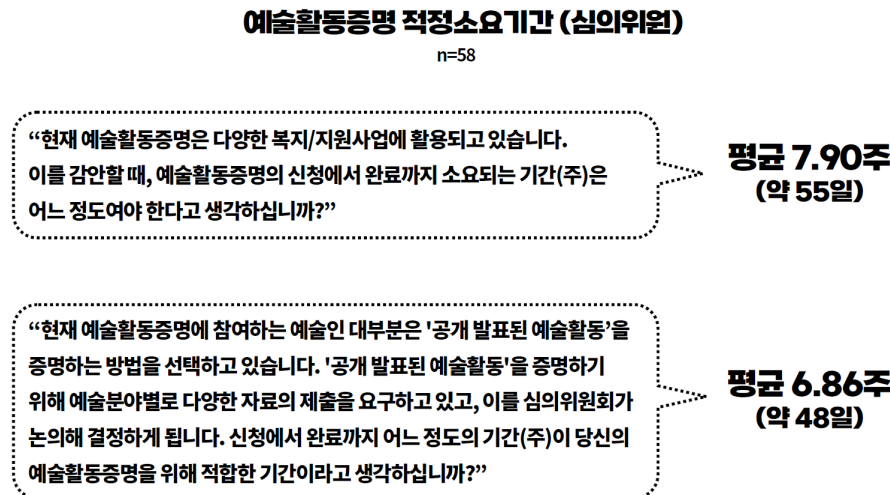 예술활동증명 적정소요기간 (심의위원)
n=58
“현재 예술활동증명은 다양한 복지/지원사업에 활용되고 있습니다.
이를 감안할 때, 예술활동증명의 신청에서 완료까지 소요되는 기간(주)은
어느 정도여야 한다고 생각하십니까?”
평균 7.90주
(약 55일)
“현재 예술활동증명에 참여하는 예술인 대부분은 '공개 발표된 예술활동’을
증명하는 방법을 선택하고 있습니다. '공개 발표된 예술활동'을 증명하기
위해 예술분야별로 다양한 자료의 제출을 요구하고 있고, 이를 심의위원회가
논의해 결정하게 됩니다. 신청에서 완료까지 어느 정도의 기간(주)이 당신의
예술활동증명을 위해 적합한 기간이라고 생각하십니까?”
평균 6.86주
(약 48일)